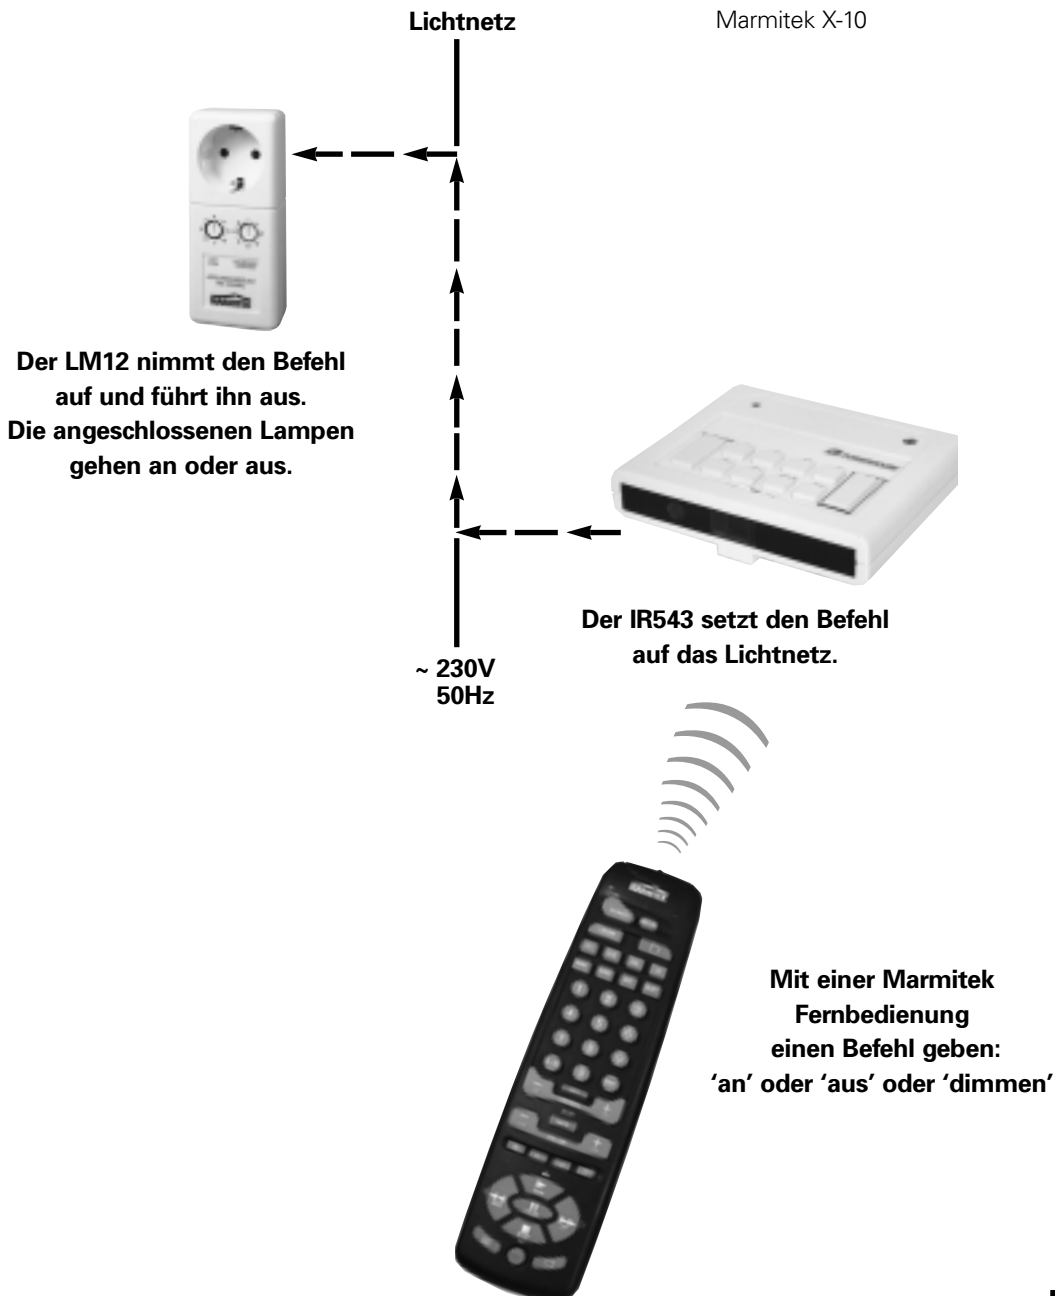 Lichtnetz
Marmitek X-10
Der LM12 nimmt den Befehl
auf und führt ihn aus.
Die angeschlossenen Lampen
gehen an oder aus.
Der IR543 setzt den Befehl
auf das Lichtnetz.
~ 230V
50Hz
Mit einer Marmitek
Fernbedienung
einen Befehl geben:
‘an’ oder ‘aus’ oder ‘dimmen’